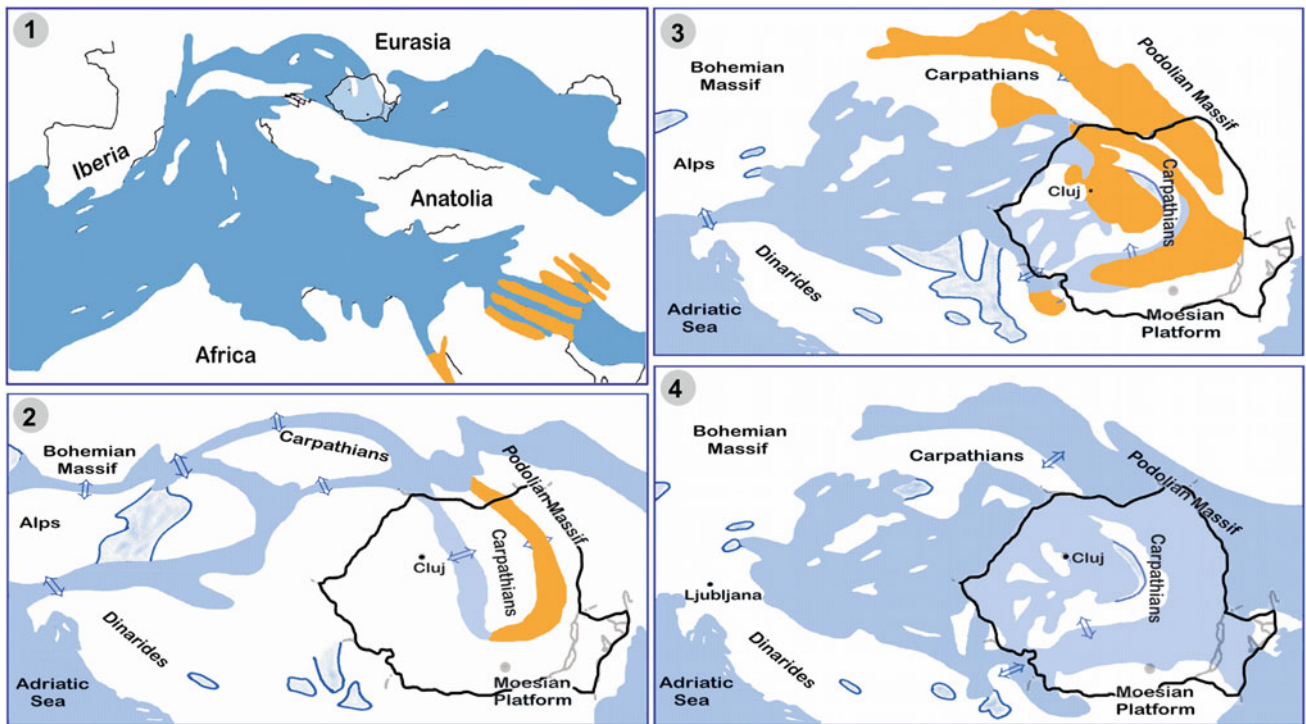 1
Eurasia
Iberia
Anatolia
Africa
2
Bohemian
Massif
Carpathians
Podolian Massif
Alps
Cluj
Carpathians
Dinarides
Adriatic
Sea
Moesian
Platform
3
Bohemian
Massif
Carpathians
Podolian Massif
Alps
Cluj
Carpathians
Dinarides
Adriatic
Sea
Moesian
Platform
4
Bohemian
Massif
Carpathians
Podolian Massif
Cluj
Carpathians
Ljubljana
Dinarides
Adriatic
Sea
Moesian
Platform